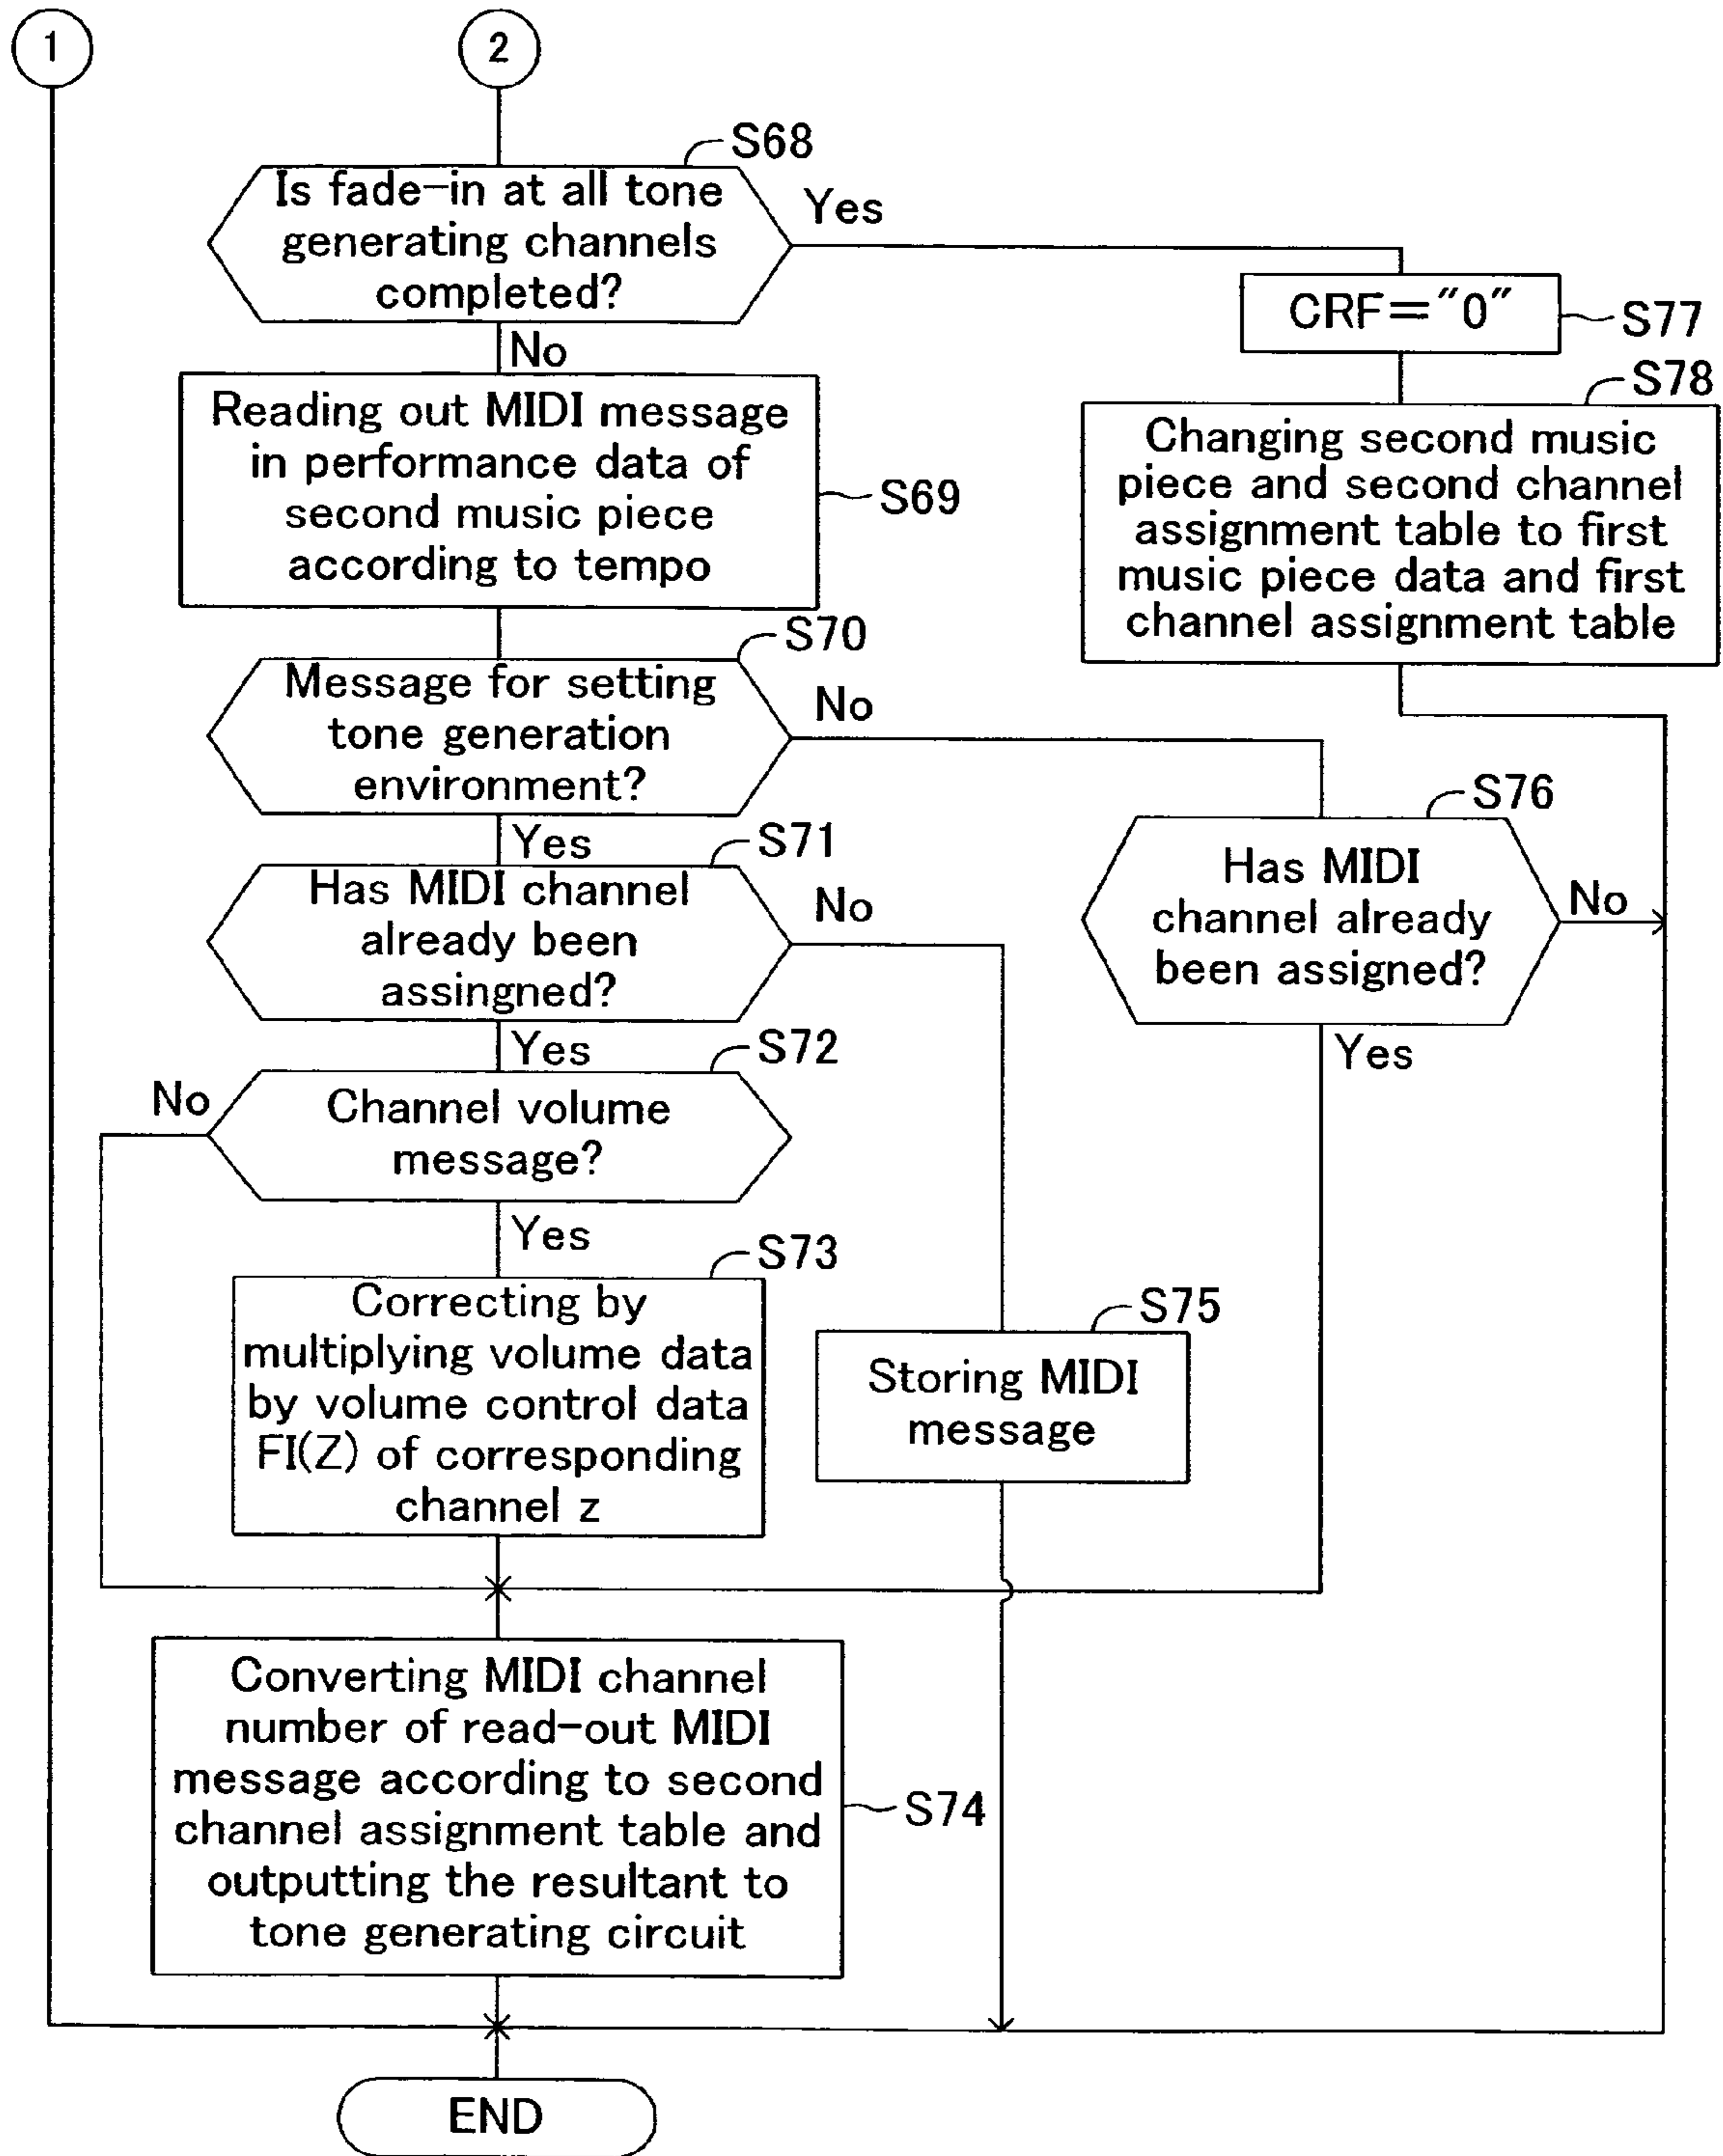 1
2
S68
Is fade-in at all tone
generating channels
completed?
Yes
No
CRF="0"
S77
Reading out MIDI message
in performance data of
second music piece
according to tempo
S69
S78
Changing second music
piece and second channel
assignment table to first
music piece data and first
channel assignment table
S70
Message for setting
tone generation
environment?
No
Yes
S71
Has MIDI channel
already been
assingned?
No
Yes
S76
Has MIDI
channel already
been assigned?
No
Yes
S72
Channel volume
message?
No
Yes
S73
Correcting by
multiplying volume data
by volume control data
FI(Z) of corresponding
channel z
S75
Storing MIDI
message
Converting MIDI channel
number of read-out MIDI
message according to second
channel assignment table and
outputting the resultant to
tone generating circuit
S74
END